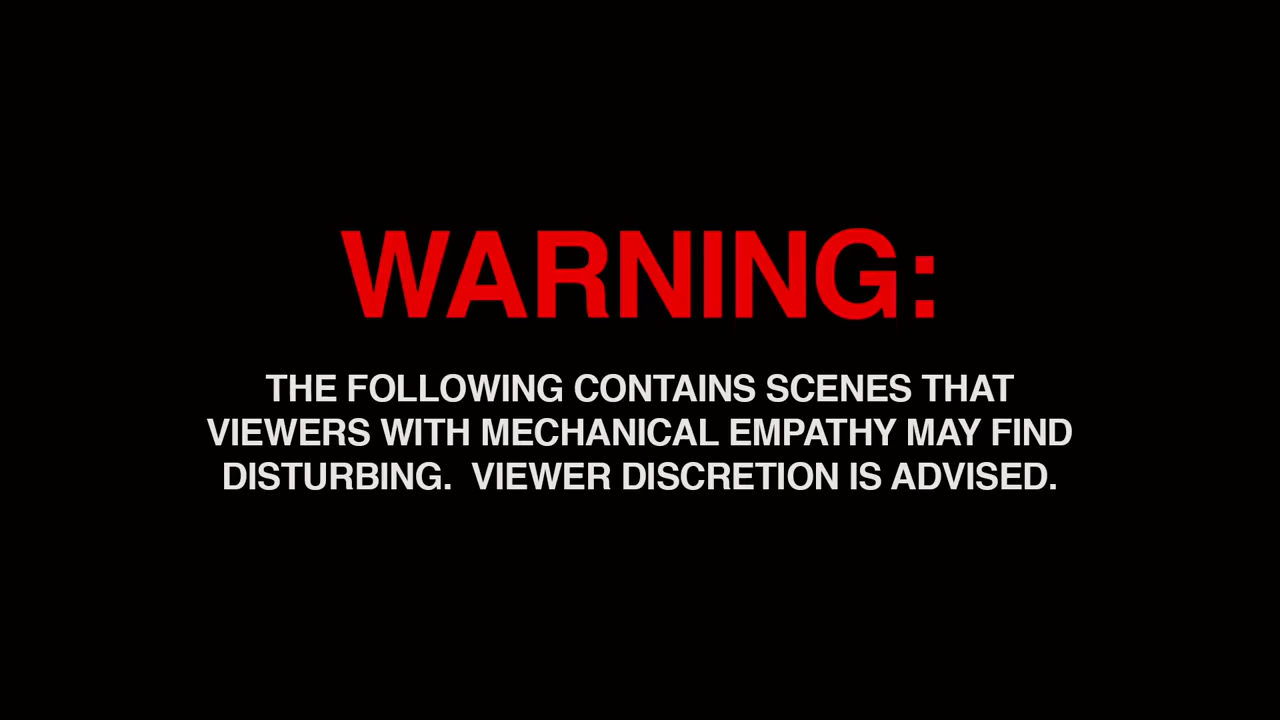 WARNING:
THE FOLLOWING CONTAINS SCENES THAT
VIEWERS WITH MECHANICAL EMPATHY MAY FIND
DISTURBING.  VIEWER DISCRETION IS ADVISED.